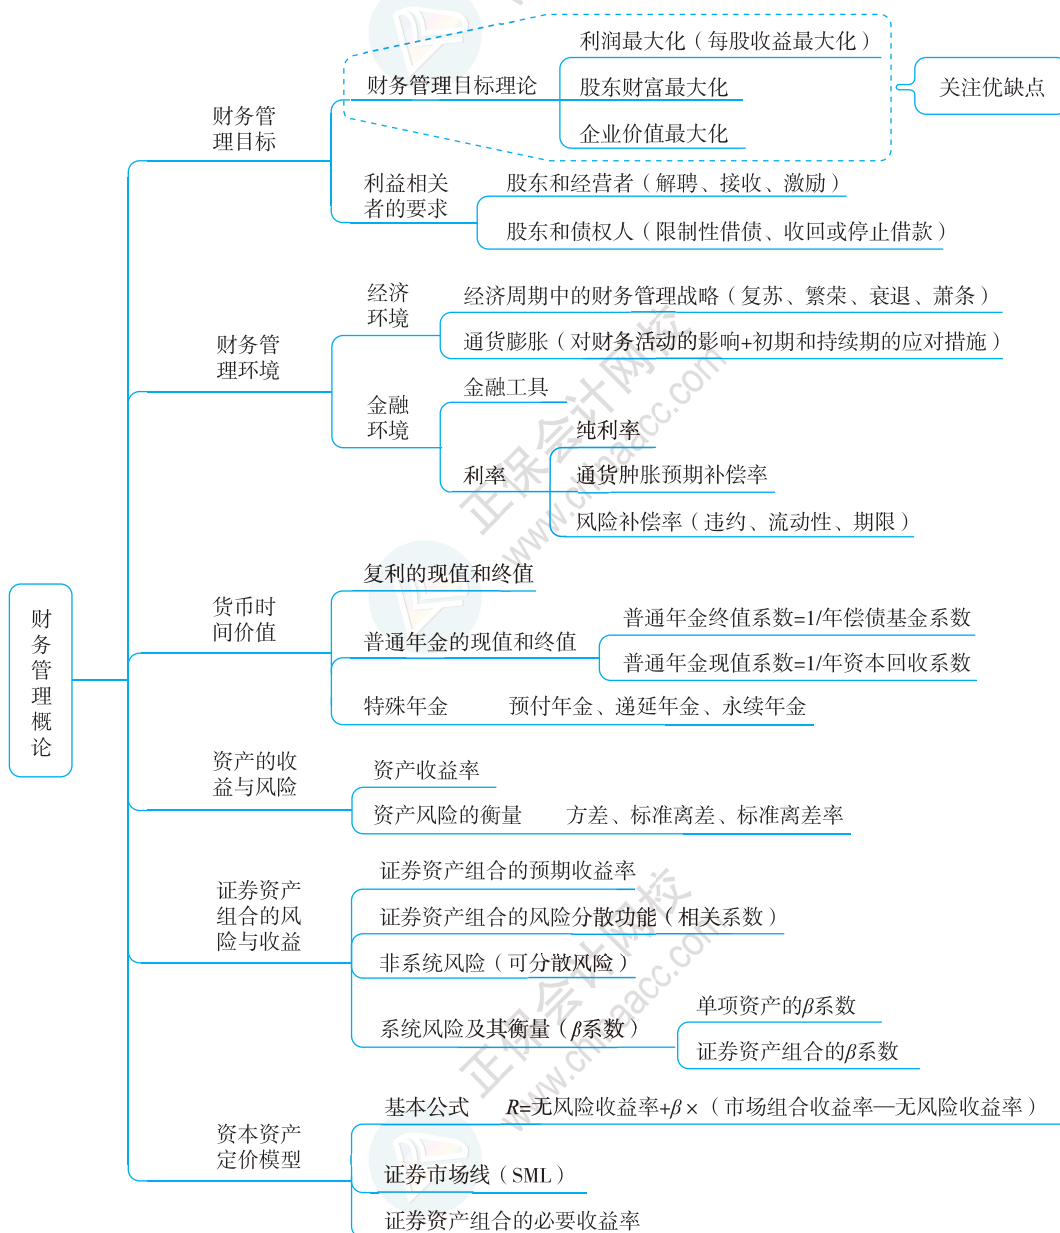 财务管理概论
财务管
理目标
财务管理目标理论
利润最大化（每股收益最大化）
股东财富最大化
企业价值最大化
关注优缺点
利益相关
者的要求
股东和经营者（解聘、接收、激励）
股东和债权人（限制性借债、收回或停止借款）
财务管
理环境
经济
环境
经济周期中的财务管理战略（复苏、繁荣、衰退、萧条）
通货膨胀（对财务活动的影响+初期和持续期的应对措施）
金融
环境
金融工具
利率
纯利率
通货肿胀预期补偿率
风险补偿率（违约、流动性、期限）
货币时
间价值
复利的现值和终值
普通年金的现值和终值
普通年金终值系数=1/年偿债基金系数
普通年金现值系数=1/年资本回收系数
特殊年金
预付年金、递延年金、永续年金
资产的收
益与风险
资产收益率
资产风险的衡量
方差、标准离差、标准离差率
证券资产
组合的风
险与收益
证券资产组合的预期收益率
证券资产组合的风险分散功能（相关系数）
非系统风险（可分散风险）
系统风险及其衡量（β系数）
单项资产的β系数
证券资产组合的β系数
资本资产
定价模型
基本公式
R=无风险收益率+β×（市场组合收益率—无风险收益率）
证券市场线（SML）
证券资产组合的必要收益率
正保会计网校
www.chinaacc.com
正保会计网校
www.chinaacc.com